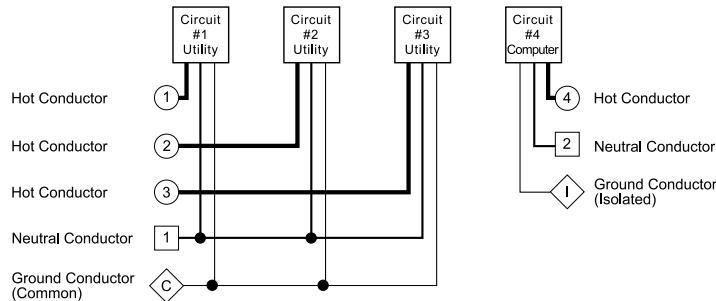 Circuit
#1
Utility
Circuit
#2
Utility
Circuit
#3
Utility
Circuit
#4
Computer
Hot Conductor 1
4 Hot Conductor
Hot Conductor 2
2 Neutral Conductor
Hot Conductor 3
I Ground Conductor
(Isolated)
Neutral Conductor 1
Ground Conductor C
(Common)